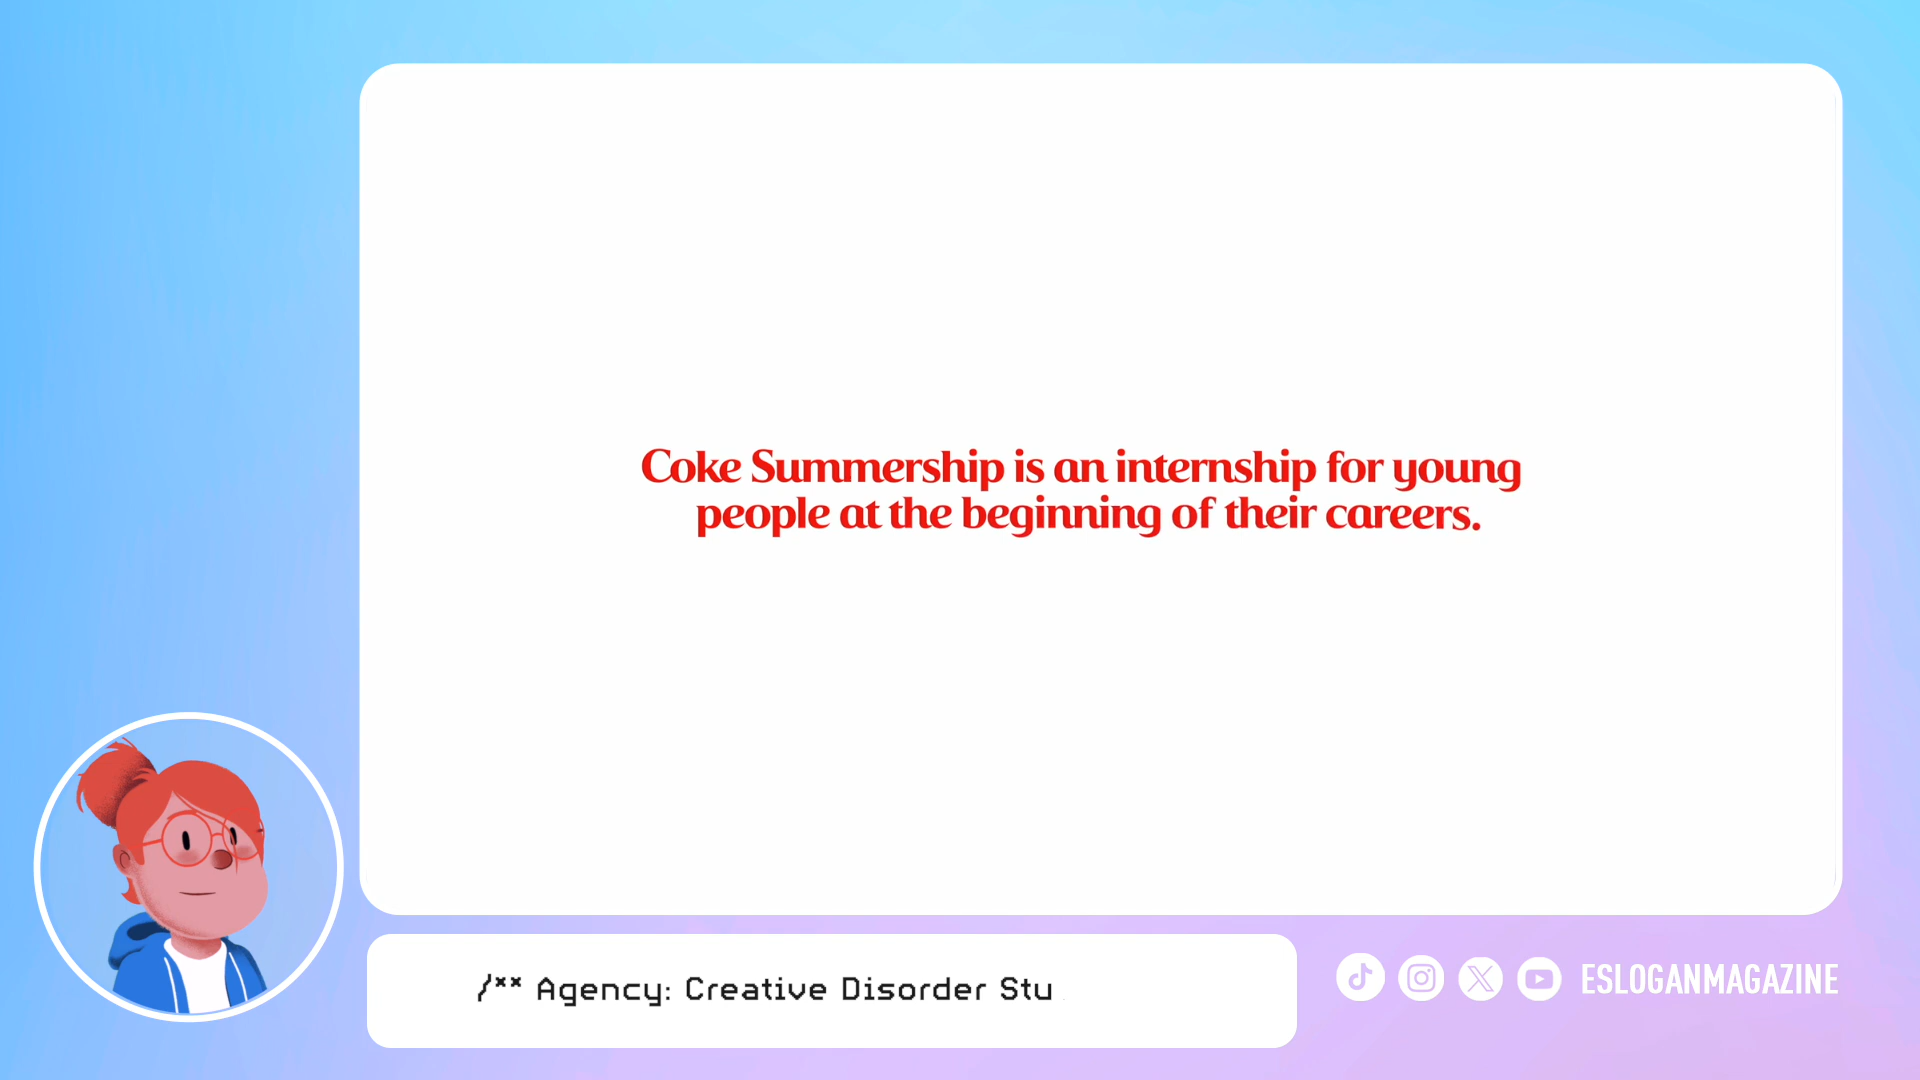 Coke Summership is an internship for young
people at the beginning of their careers.
/** Agency: Creative Disorder Stu
ESLOGANMAGAZINE